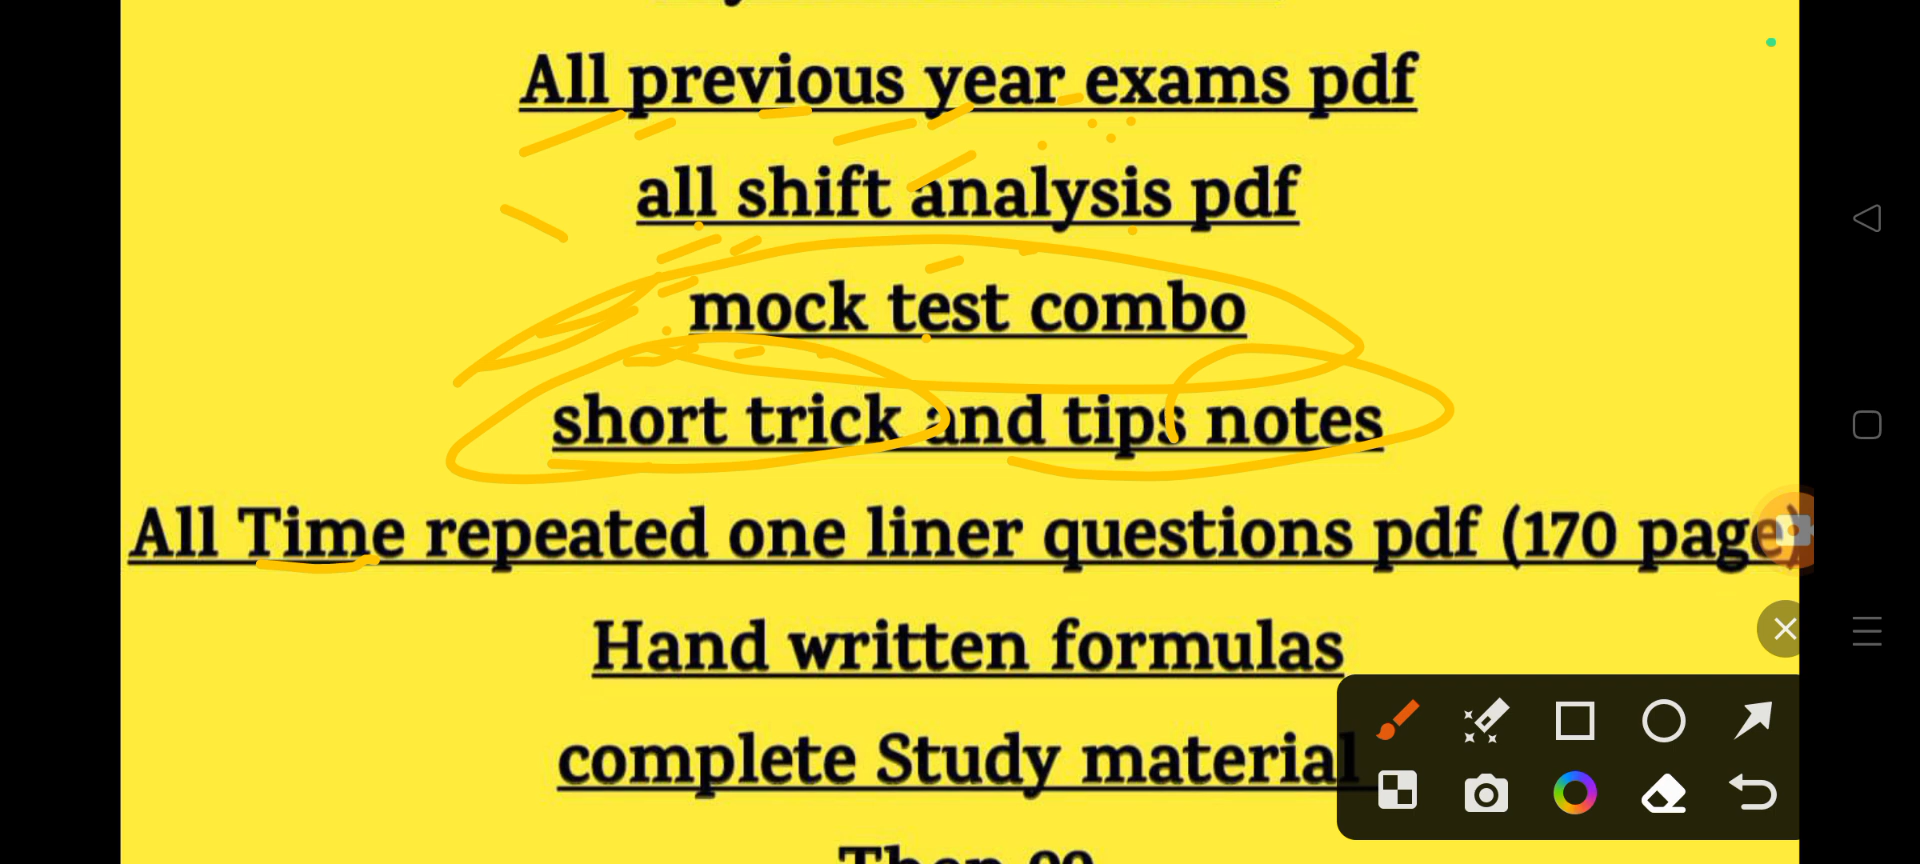 All previous year exams pdf
all shift analysis pdf
mock test combo
short trick and tips notes
All Time repeated one liner questions pdf (170 page)
Hand written formulas
complete Study material